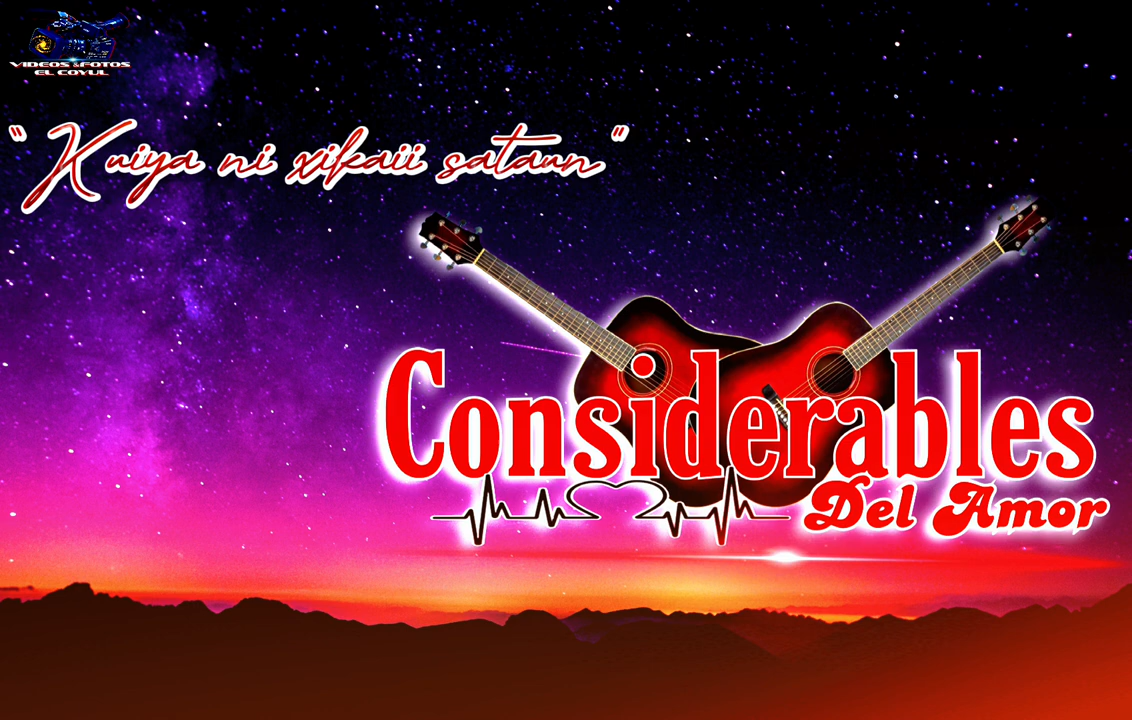 VIDEOS &FOTOS
EL COYUL
"Kuiya ni xikaii sataun"
Considerables
Del Amor